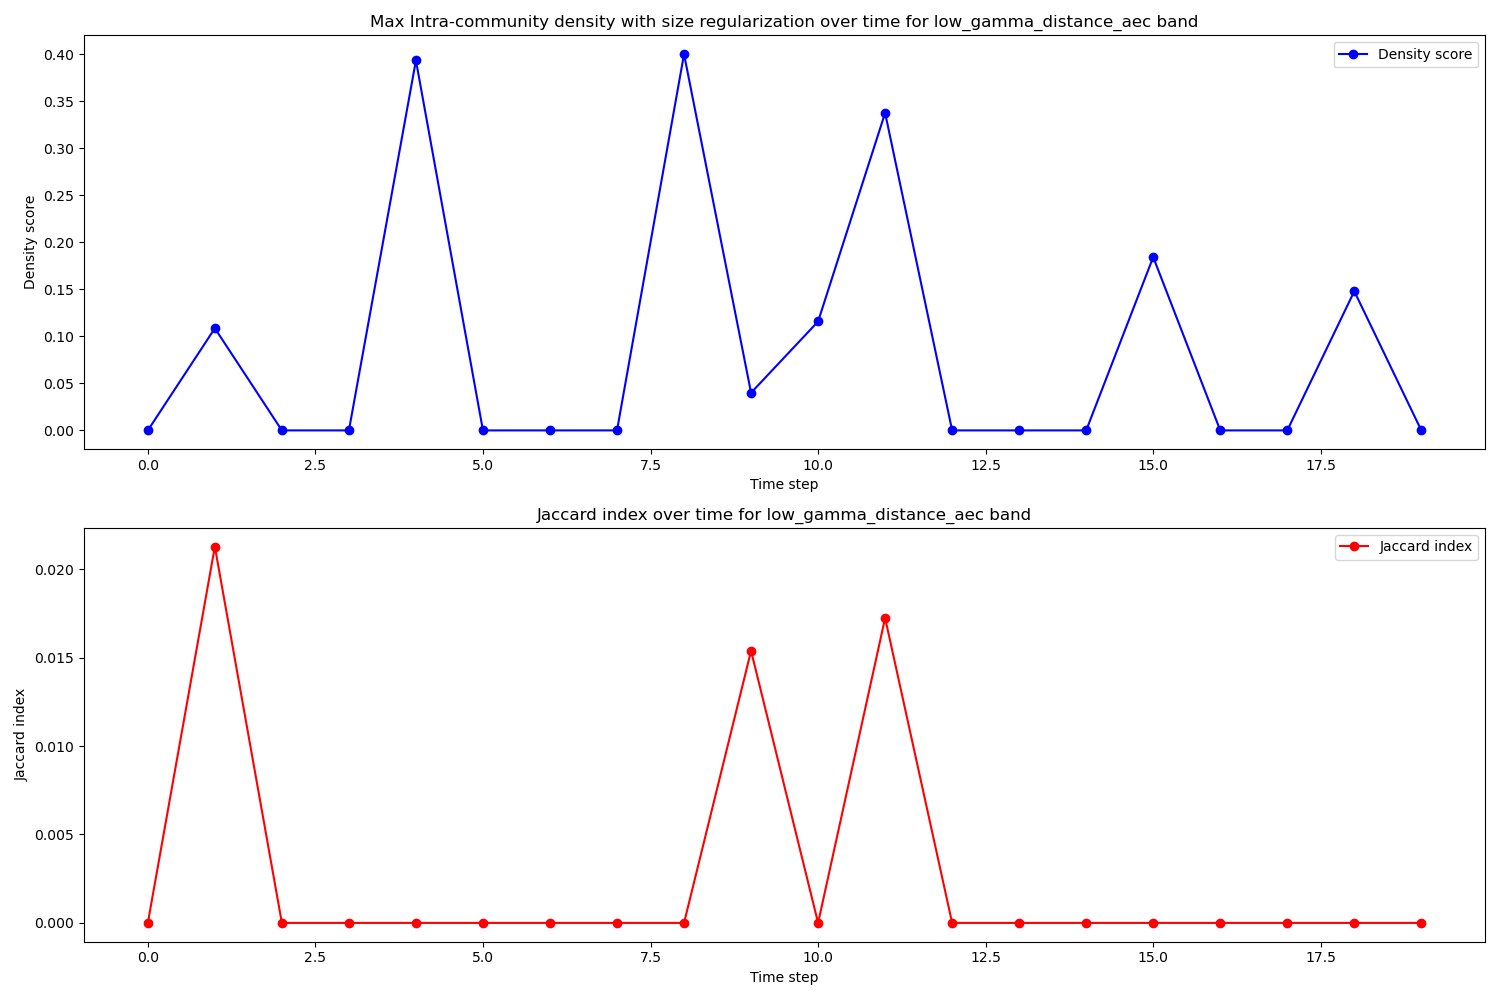 Max Intra-community density with size regularization over time for low_gamma_distance_aec band
Density score
0.40
0.35
0.30
0.25
0.20
0.15
0.10
0.05
0.00
Density score
0.0 2.5 5.0 7.5 10.0 12.5 15.0 17.5
Time step
Jaccard index over time for low_gamma_distance_aec band
Jaccard index
0.020
0.015
0.010
0.005
0.000
Jaccard index
0.0 2.5 5.0 7.5 10.0 12.5 15.0 17.5
Time step